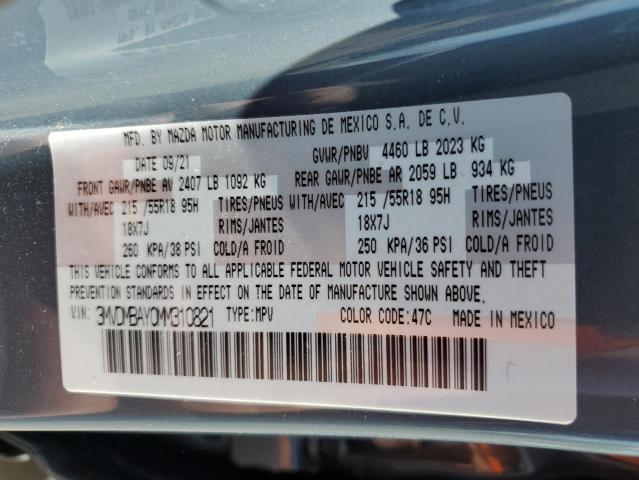 MFD. BY MAZDA MOTOR MANUFACTURING DE MEXICO S.A. DE C.V.
DATE 09/21 GVWR/PNBV 4460 LB 2023 KG
FRONT GAWR/PNBE AV 2407 LB 1092 KG REAR GAWR/PNBE AR 2059 LB 934 KG
WITH/AVEC 215 /55R18 95H TIRES/PNEUS WITH/AVEC 215 /55R18 95H TIRES/PNEUS
18X7J RIMS/JANTES 18X7J RIMS/JANTES
260 KPA/38 PSI COLD/A FROID 250 KPA/36 PSI COLD/A FROID
THIS VEHICLE CONFORMS TO ALL APPLICABLE FEDERAL MOTOR VEHICLE SAFETY AND THEFT
PREVENTION STANDARDS IN EFFECT ON THE DATE OF MANUFACTURE SHOWN ABOVE.
VIN: 3MVDMBAY0MM310821 TYPE:MPV COLOR CODE:47C MADE IN MEXICO